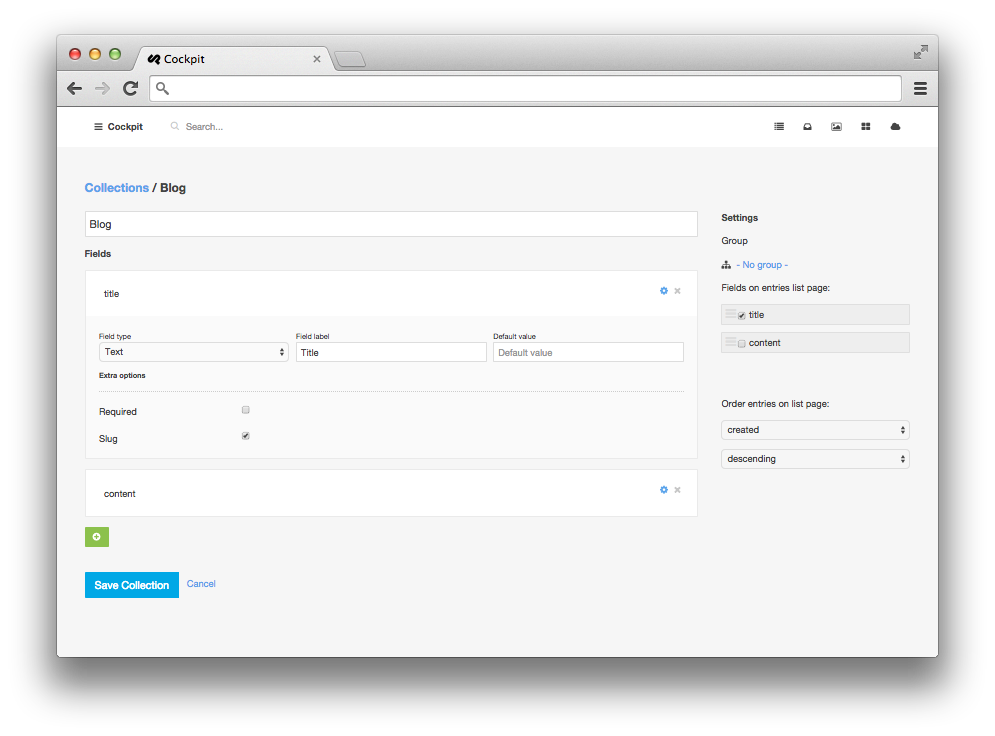 Cockpit
Cockpit Search...
Collections / Blog
Blog
Fields
title
Field type Field label Default value
Text Title Default value
Extra options
Required
Slug
content
Save Collection Cancel
Settings
Group
- No group -
Fields on entries list page:
title
content
Order entries on list page:
created
descending